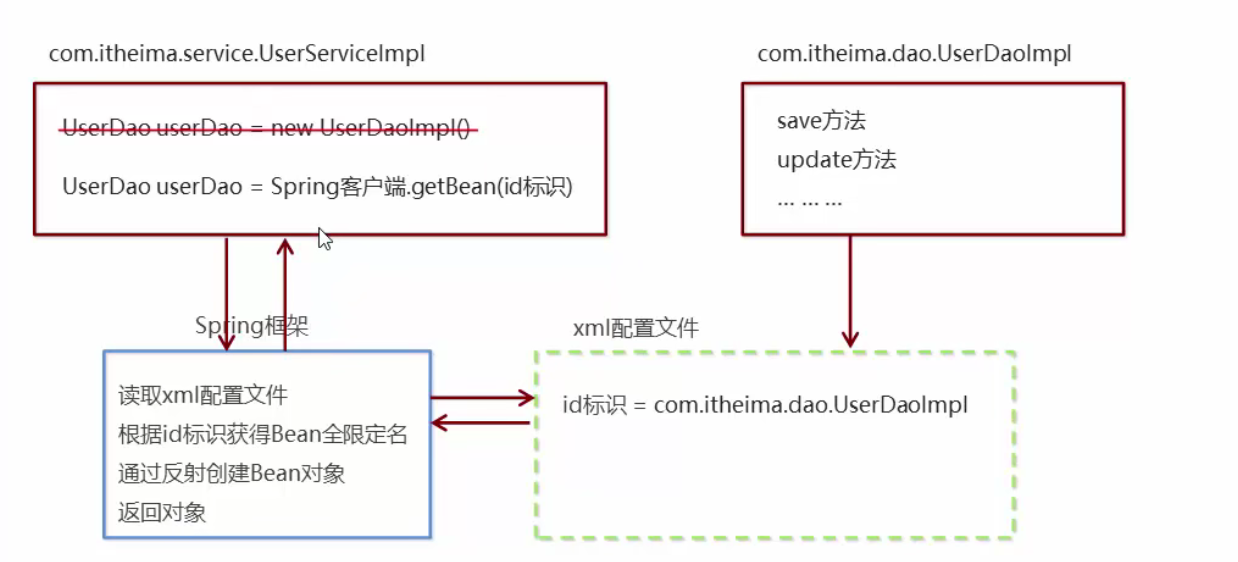 com.itheima.service.UserServiceImpl
UserDao userDao = new UserDaoImpl()
UserDao userDao = Spring客户端.getBean(id标识)
com.itheima.dao.UserDaoImpl
save方法
update方法
... ... ...
Spring框架
读取xml配置文件
根据id标识获得Bean全限定名
通过反射创建Bean对象
返回对象
xml配置文件
id标识 = com.itheima.dao.UserDaoImpl